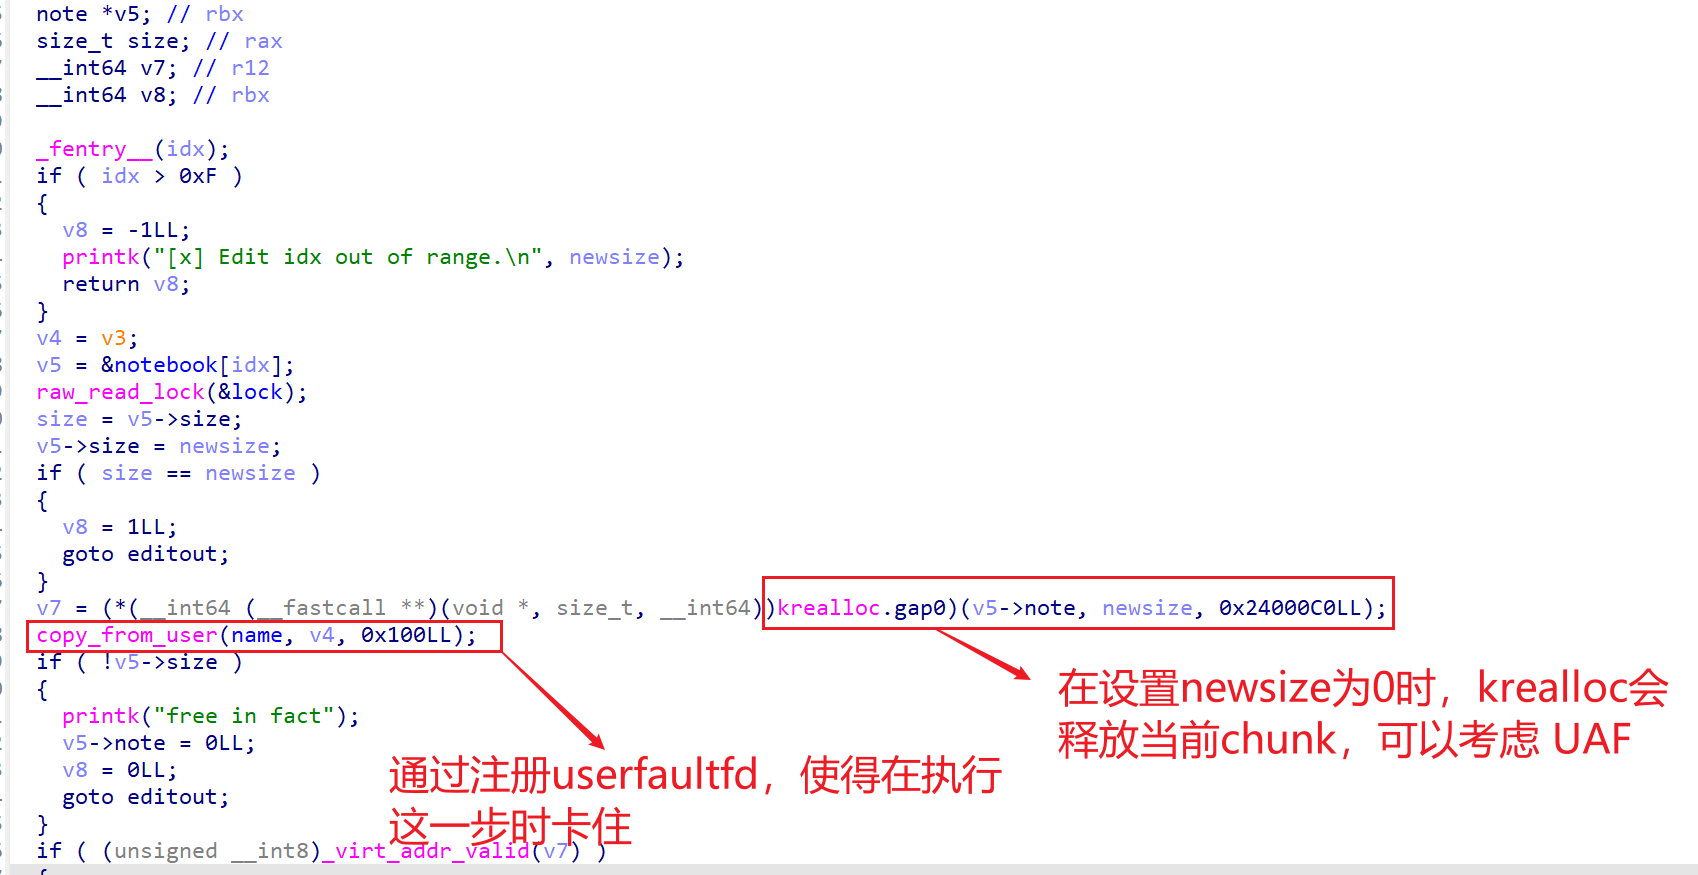 note *v5; // rbx
size_t size; // rax
__int64 v7; // r12
__int64 v8; // rbx
_fentry__(idx);
if ( idx > 0xF )
{
v8 = -1LL;
printk("[x] Edit idx out of range.\n", newsize);
return v8;
}
v4 = v3;
v5 = &notebook[idx];
raw_read_lock(&lock);
size = v5->size;
v5->size = newsize;
if ( size == newsize )
{
v8 = 1LL;
goto editout;
}
v7 = (*(__int64 (__fastcall **)(void *, size_t, __int64))krealloc.gap0)(v5->note, newsize, 0x24000C0LL);
copy_from_user(name, v4, 0x100LL);
if ( !v5->size )
{
printk("free in fact");
v5->note = 0LL;
v8 = 0LL;
goto editout;
}
if ( (unsigned __int8)_virt_addr_valid(v7) )
在设置newsize为0时，krealloc会
释放当前chunk，可以考虑 UAF
通过注册userfaultfd，使得在执行
这一步时卡住